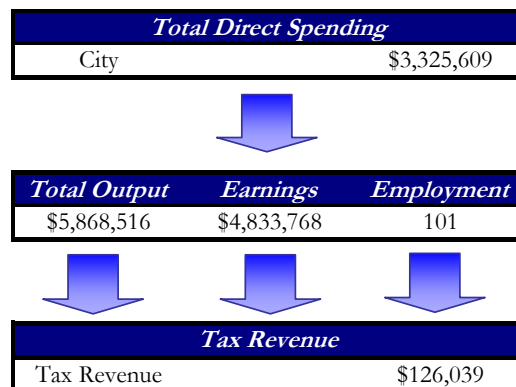 Total Direct Spending
City $3,325,609
Total Output Earnings Employment
$5,868,516 $4,833,768 101
Tax Revenue
Tax Revenue $126,039